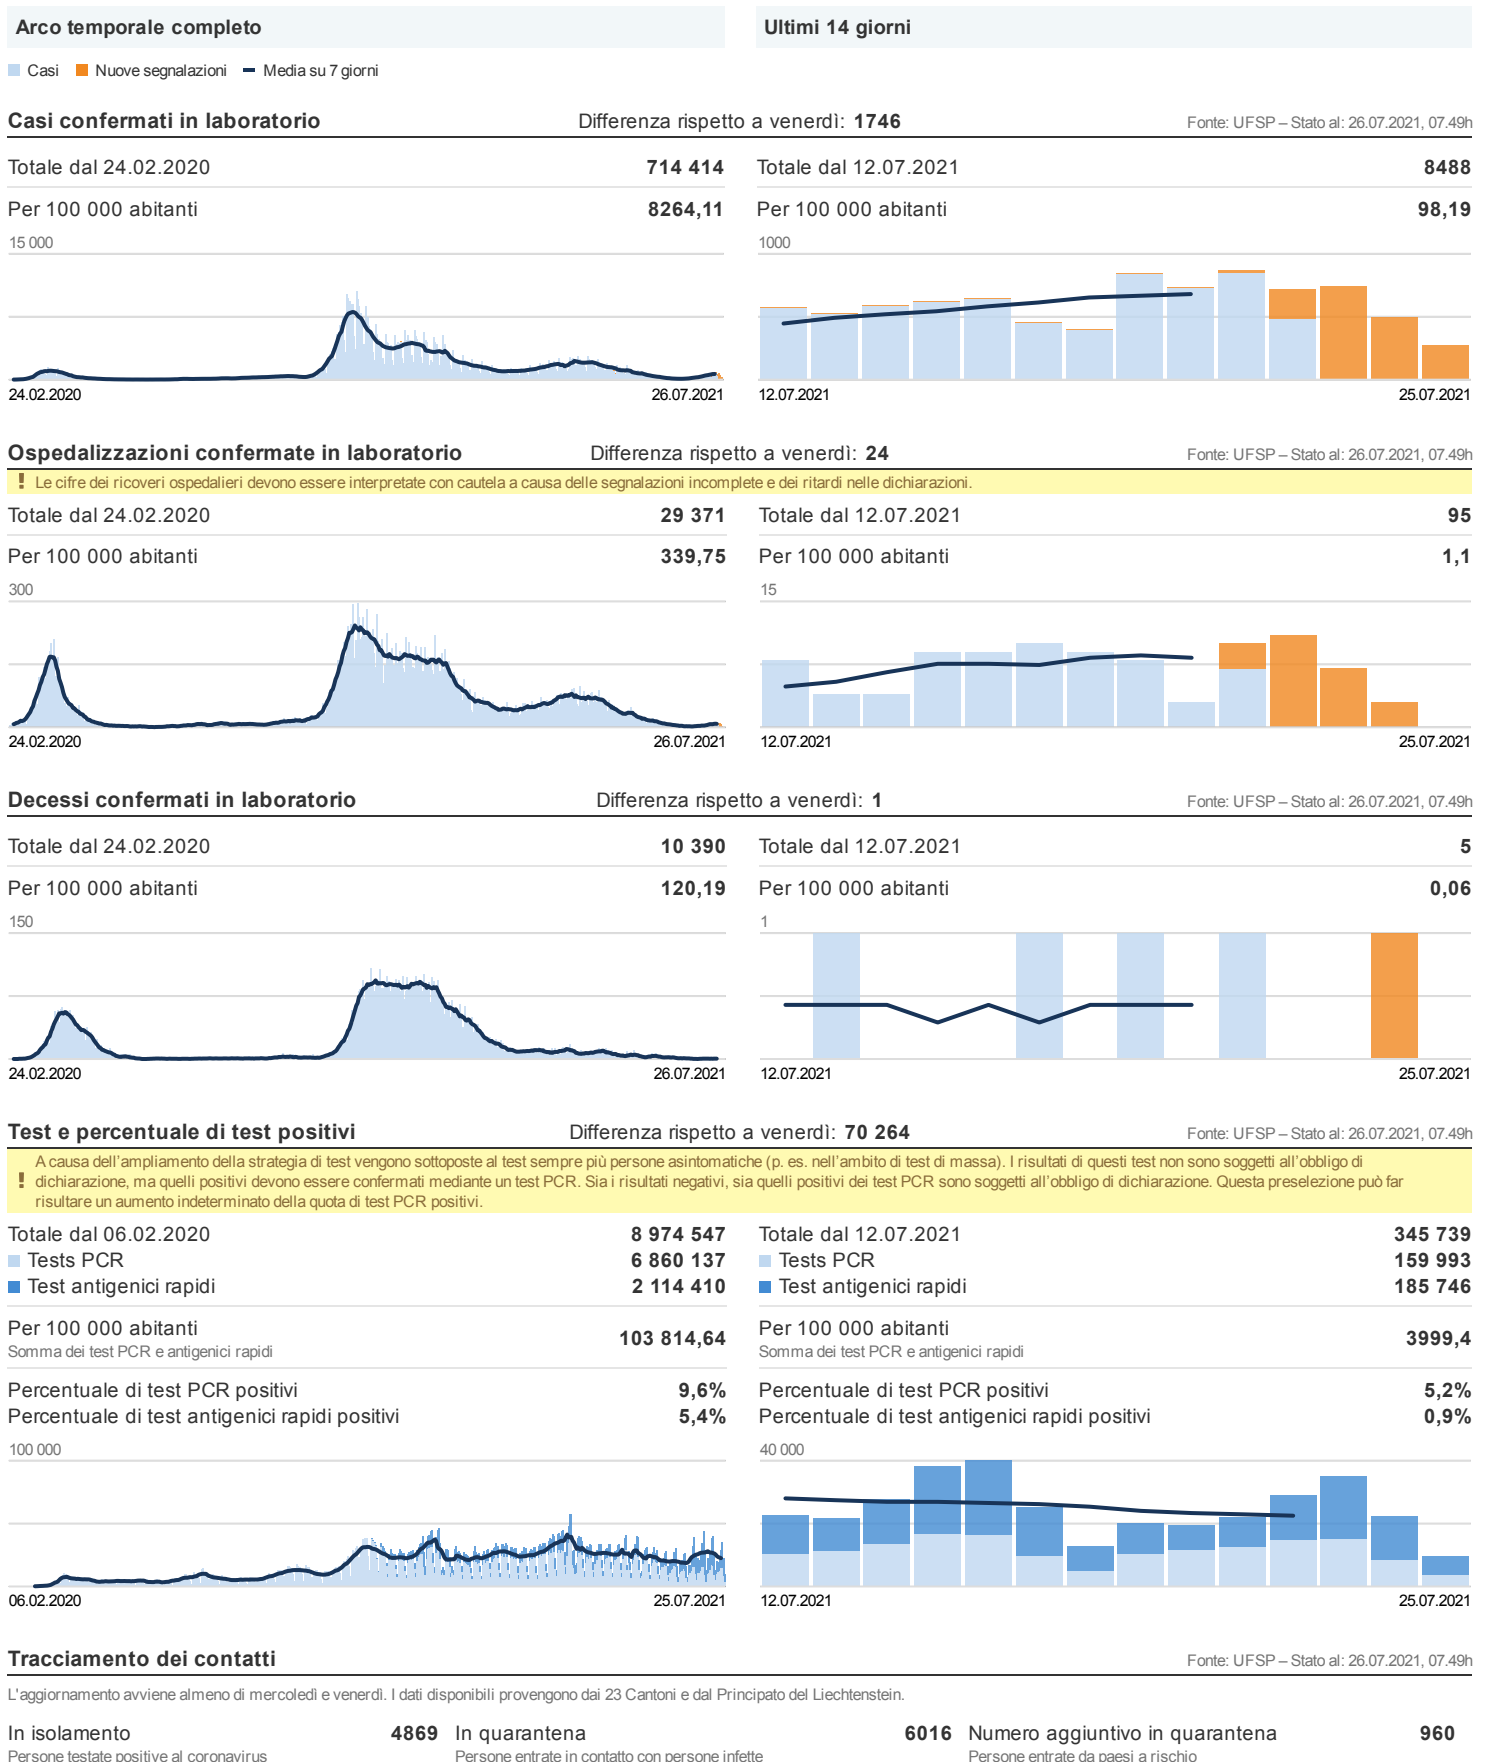 Arco temporale completo
Ultimi 14 giorni
Casi Nuove segnalazioni Media su 7 giorni
Casi confermati in laboratorio Differenza rispetto a venerdì: 1746 Fonte: UFSP – Stato al: 26.07.2021, 07.49h
Totale dal 24.02.2020 714 414
Per 100 000 abitanti 8264,11
15 000
24.02.2020 26.07.2021
Totale dal 12.07.2021 8488
Per 100 000 abitanti 98,19
1000
12.07.2021 25.07.2021
Ospedalizzazioni confermate in laboratorio Differenza rispetto a venerdì: 24 Fonte: UFSP – Stato al: 26.07.2021, 07.49h
! Le cifre dei ricoveri ospedalieri devono essere interpretate con cautela a causa delle segnalazioni incomplete e dei ritardi nelle dichiarazioni.
Totale dal 24.02.2020 29 371
Per 100 000 abitanti 339,75
300
24.02.2020 26.07.2021
Totale dal 12.07.2021 95
Per 100 000 abitanti 1,1
15
12.07.2021 25.07.2021
Decessi confermati in laboratorio Differenza rispetto a venerdì: 1 Fonte: UFSP – Stato al: 26.07.2021, 07.49h
Totale dal 24.02.2020 10 390
Per 100 000 abitanti 120,19
150
24.02.2020 26.07.2021
Totale dal 12.07.2021 5
Per 100 000 abitanti 0,06
1
12.07.2021 25.07.2021
Test e percentuale di test positivi Differenza rispetto a venerdì: 70 264 Fonte: UFSP – Stato al: 26.07.2021, 07.49h
A causa dell'ampliamento della strategia di test vengono sottoposte al test sempre più persone asintomatiche (p. es. nell'ambito di test di massa). I risultati di questi test non sono soggetti all'obbligo di
! dichiarazione, ma quelli positivi devono essere confermati mediante un test PCR. Sia i risultati negativi, sia quelli positivi dei test PCR sono soggetti all'obbligo di dichiarazione. Questa preselezione può far
risultare un aumento indeterminato della quota di test PCR positivi.
Totale dal 06.02.2020 8 974 547
Tests PCR 6 860 137
Test antigenici rapidi 2 114 410
Per 100 000 abitanti 103 814,64
Somma dei test PCR e antigenici rapidi
Percentuale di test PCR positivi 9,6%
Percentuale di test antigenici rapidi positivi 5,4%
100 000
06.02.2020 25.07.2021
Totale dal 12.07.2021 345 739
Tests PCR 159 993
Test antigenici rapidi 185 746
Per 100 000 abitanti 3999,4
Somma dei test PCR e antigenici rapidi
Percentuale di test PCR positivi 5,2%
Percentuale di test antigenici rapidi positivi 0,9%
40 000
12.07.2021 25.07.2021
Tracciamento dei contatti Fonte: UFSP – Stato al: 26.07.2021, 07.49h
L'aggiornamento avviene almeno di mercoledì e venerdì. I dati disponibili provengono dai 23 Cantoni e dal Principato del Liechtenstein.
In isolamento 4869
Persone testate positive al coronavirus
In quarantena 6016
Persone entrate in contatto con persone infette
Numero aggiuntivo in quarantena 960
Persone entrate da paesi a rischio